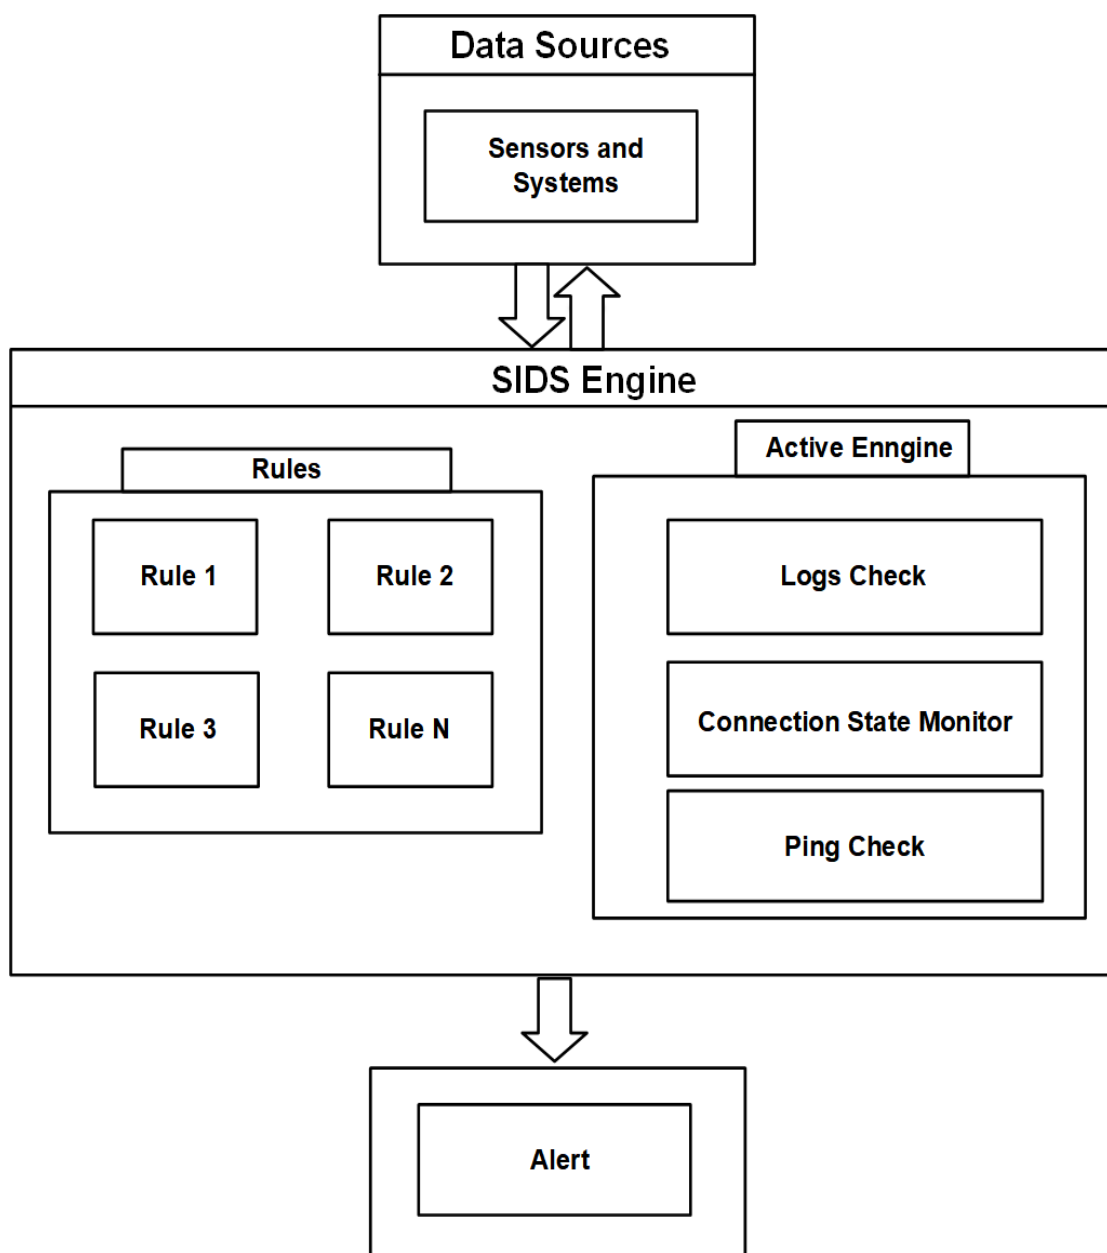 Data Sources
Sensors and
Systems
SIDS Engine
Rules
Rule 1
Rule 2
Rule 3
Rule N
Active Enngine
Logs Check
Connection State Monitor
Ping Check
Alert